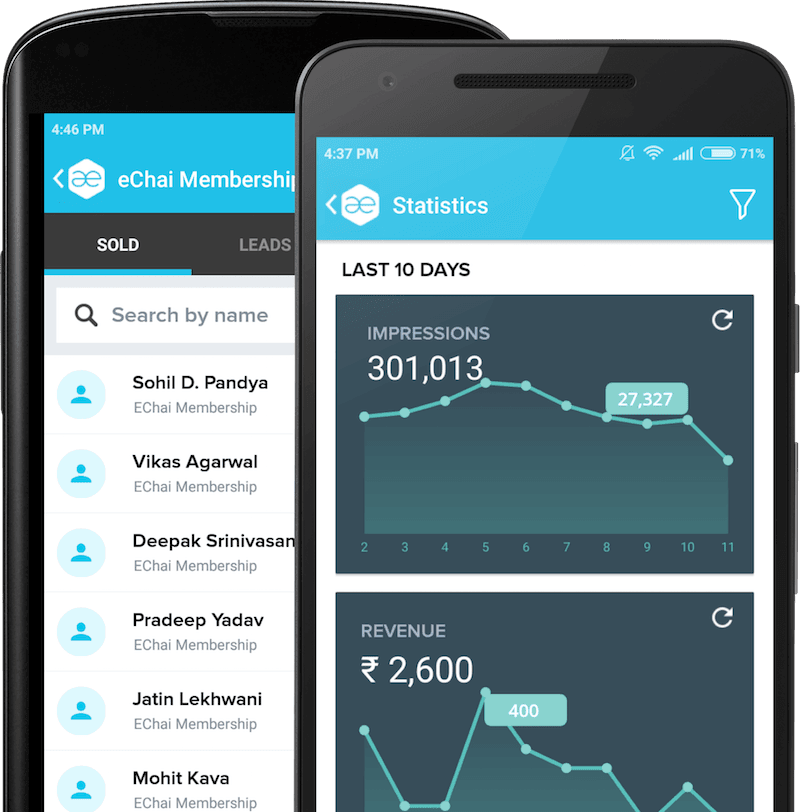 4:46 PM
æ
eChai Membership
SOLD
LEADS
Search by name
Sohil D. Pandya
EChai Membership
Vikas Agarwal
EChai Membership
Deepak Srinivasan
EChai Membership
Pradeep Yadav
EChai Membership
Jatin Lekhwani
EChai Membership
Mohit Kava
EChai Membership
4:37 PM
71%
æ
Statistics
LAST 10 DAYS
IMPRESSIONS
301,013
27,327
2 3 4 5 6 7 8 9 10 11
REVENUE
₹ 2,600
400